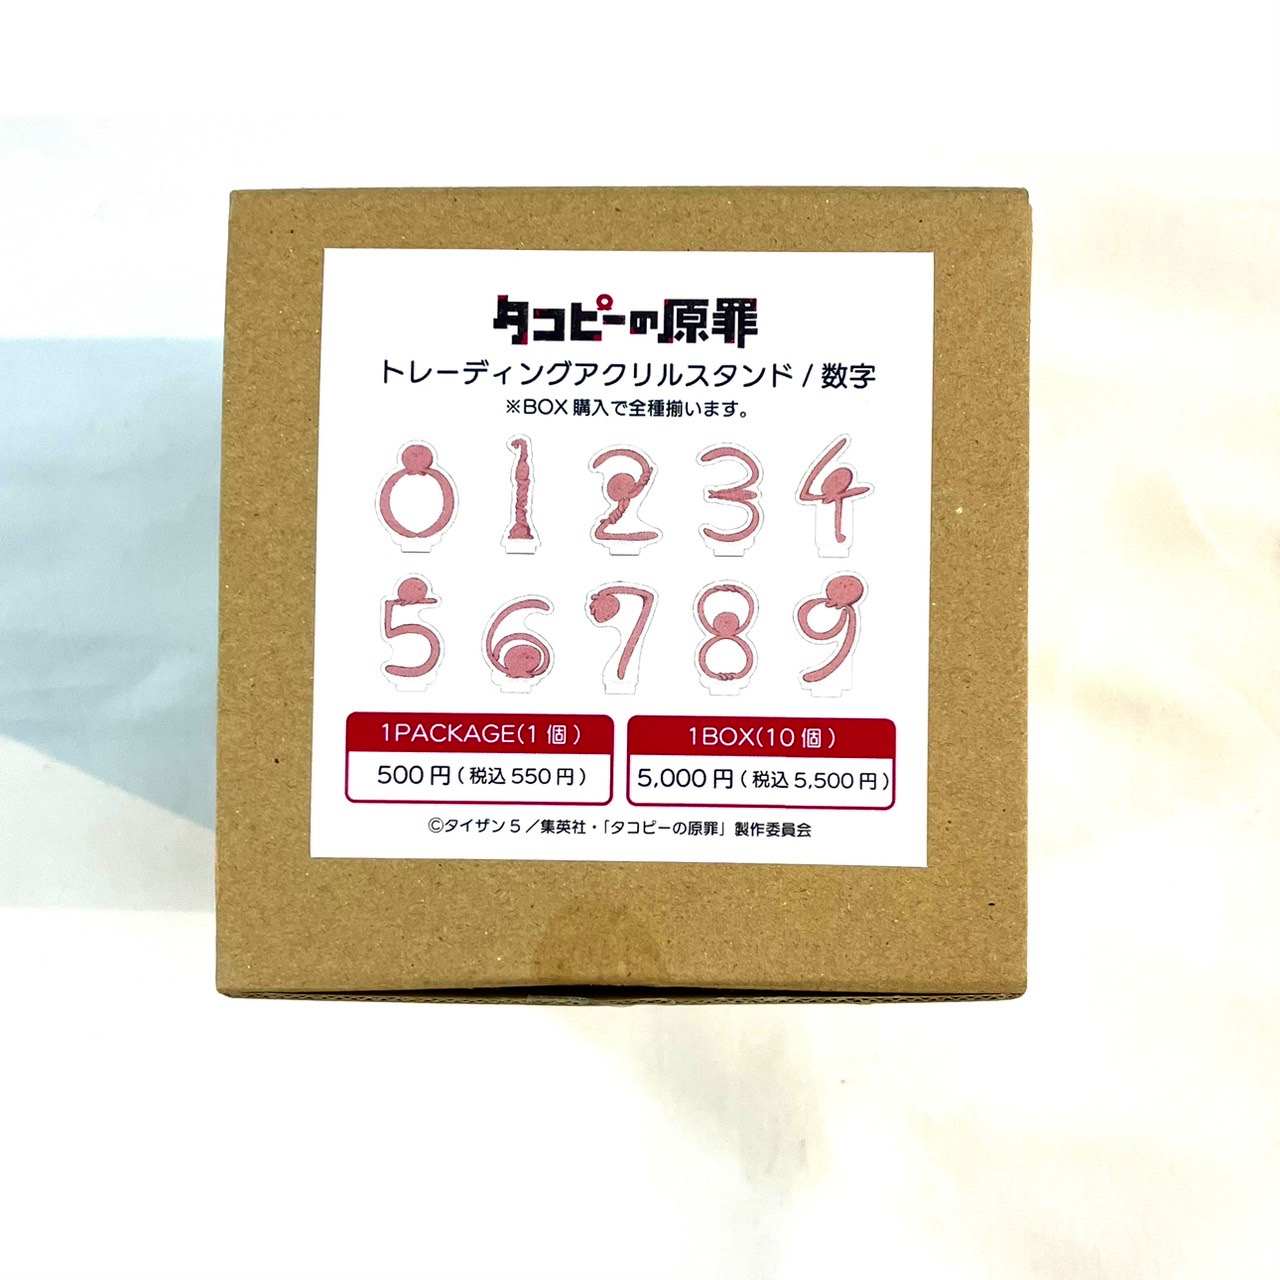 タコピーの原罪
トレーディングアクリルスタンド / 数字
※BOX 購入で全種揃います。
0 1 2 3 4
5 6 7 8 9
1PACKAGE(1個)
500円(税込550円)
1BOX(10個)
5,000円(税込5,500円)
©タイザン5／集英社・「タコピーの原罪」製作委員会